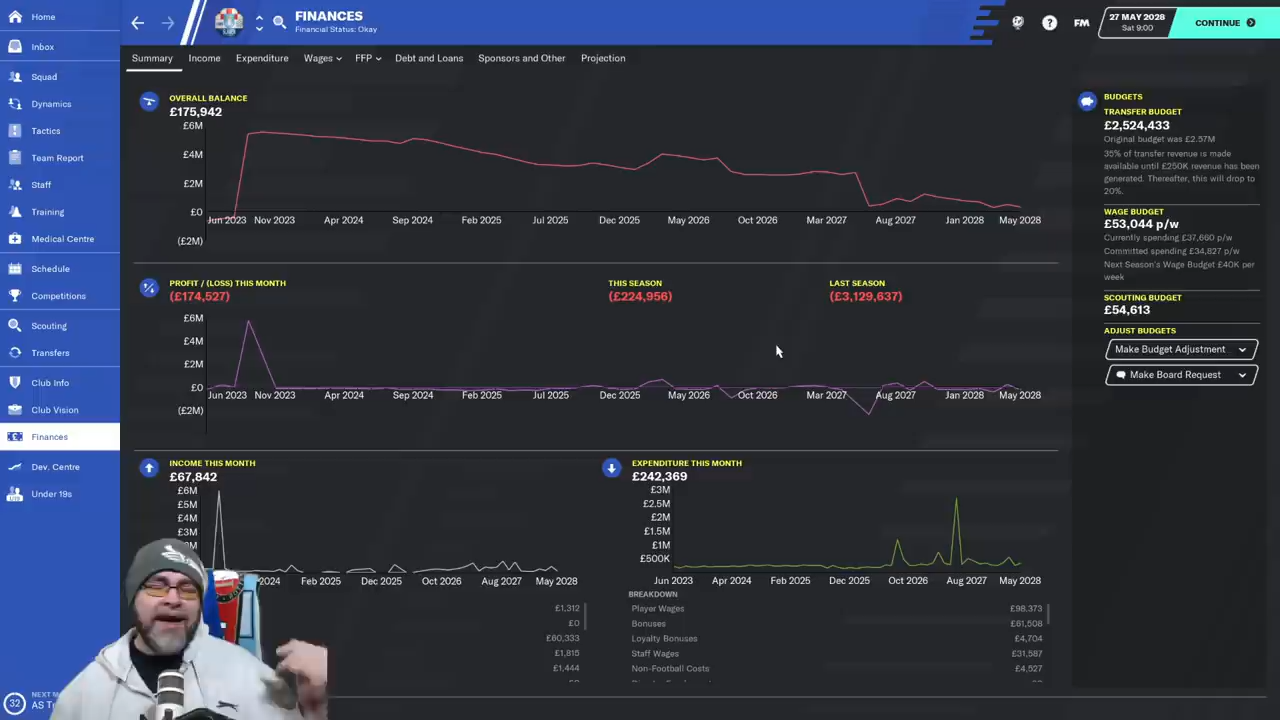 Home
FINANCES
Financial Status: Okay
FM
27 MAY 2028
Sat 9:00
CONTINUE
Inbox
Squad
Dynamics
Tactics
Team Report
Staff
Training
Medical Centre
Schedule
Competitions
Scouting
Transfers
Club Info
Club Vision
Finances
Dev. Centre
Under 19s
32
NEXT M
AS T
Summary
Income
Expenditure
Wages
FFP
Debt and Loans
Sponsors and Other
Projection
OVERALL BALANCE
£175,942
£6M
£4M
£2M
£0
(£2M)
Jun 2023
Nov 2023
Apr 2024
Sep 2024
Feb 2025
Jul 2025
Dec 2025
May 2026
Oct 2026
Mar 2027
Aug 2027
Jan 2028
May 2028
PROFIT / (LOSS) THIS MONTH
(£174,527)
THIS SEASON
(£224,956)
LAST SEASON
(£3,129,637)
£6M
£4M
£2M
£0
(£2M)
Jun 2023
Nov 2023
Apr 2024
Sep 2024
Feb 2025
Jul 2025
Dec 2025
May 2026
Oct 2026
Mar 2027
Aug 2027
Jan 2028
May 2028
INCOME THIS MONTH
£67,842
£6M
£5M
£4M
£3M
2024
Feb 2025
Dec 2025
Oct 2026
Aug 2027
May 2028
£1,312
£0
£60,333
£1,815
£1,444
EXPENDITURE THIS MONTH
£242,369
£3M
£2.5M
£2M
£1.5M
£1M
£500K
Jun 2023
Apr 2024
Feb 2025
Dec 2025
Oct 2026
Aug 2027
May 2028
BREAKDOWN
Player Wages £98,373
Bonuses £61,508
Loyalty Bonuses £4,704
Staff Wages £31,587
Non-Football Costs £4,527
BUDGETS
TRANSFER BUDGET
£2,524,433
Original budget was £2.57M
35% of transfer revenue is made
available until £250K revenue has been
generated. Thereafter, this will drop to
20%.
WAGE BUDGET
£53,044 p/w
Currently spending £37,660 p/w
Committed spending £34,827 p/w
Next Season's Wage Budget £40K per
week
SCOUTING BUDGET
£54,613
ADJUST BUDGETS
Make Budget Adjustment
Make Board Request